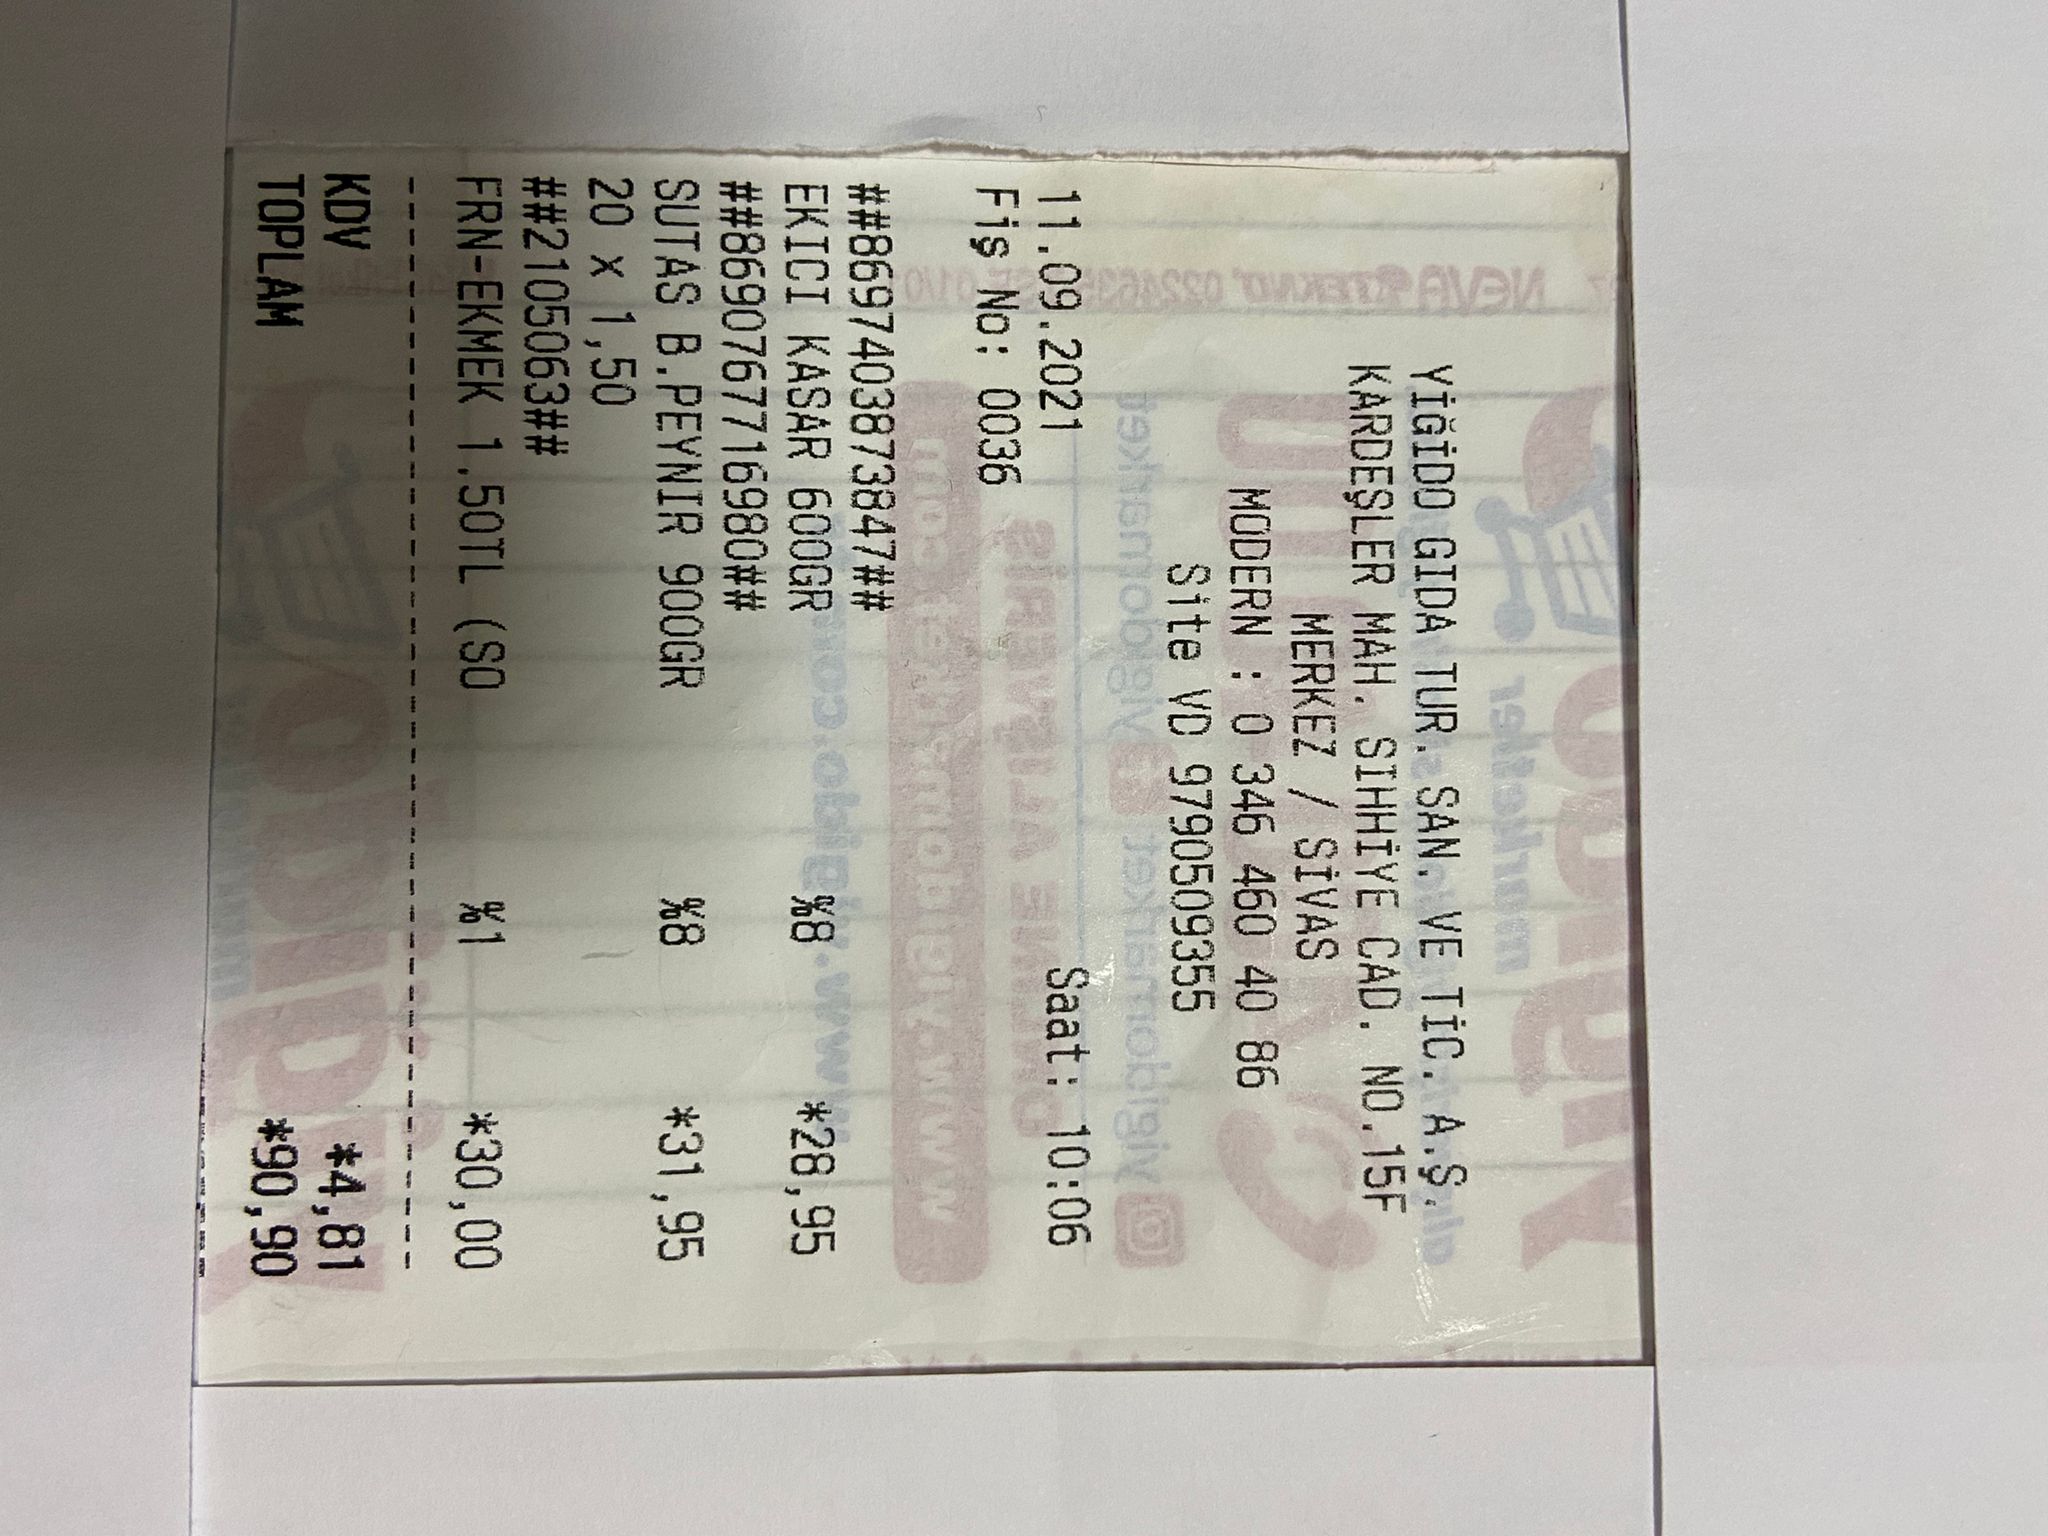 YİĞİDO GIDA TUR. SAN. VE TİC. A.Ş.
KARDEŞLER MAH. SIHHİYE CAD. NO.15F
MERKEZ / SİVAS
MODERN : 0 346 460 40 86
Site VD 9790509355
11.09.2021 Saat: 10:06
Fiş No: 0036
##8697403873847##
EKICI KASAR 600GR %8 *28,95
##8690767716980##
SUTAS B.PEYNIR 900GR %8 *31,95
20 x 1,50
##2105063##
FRN-EKMEK 1.50TL (SO %1 *30,00
KDV *4,81
TOPLAM *90,90